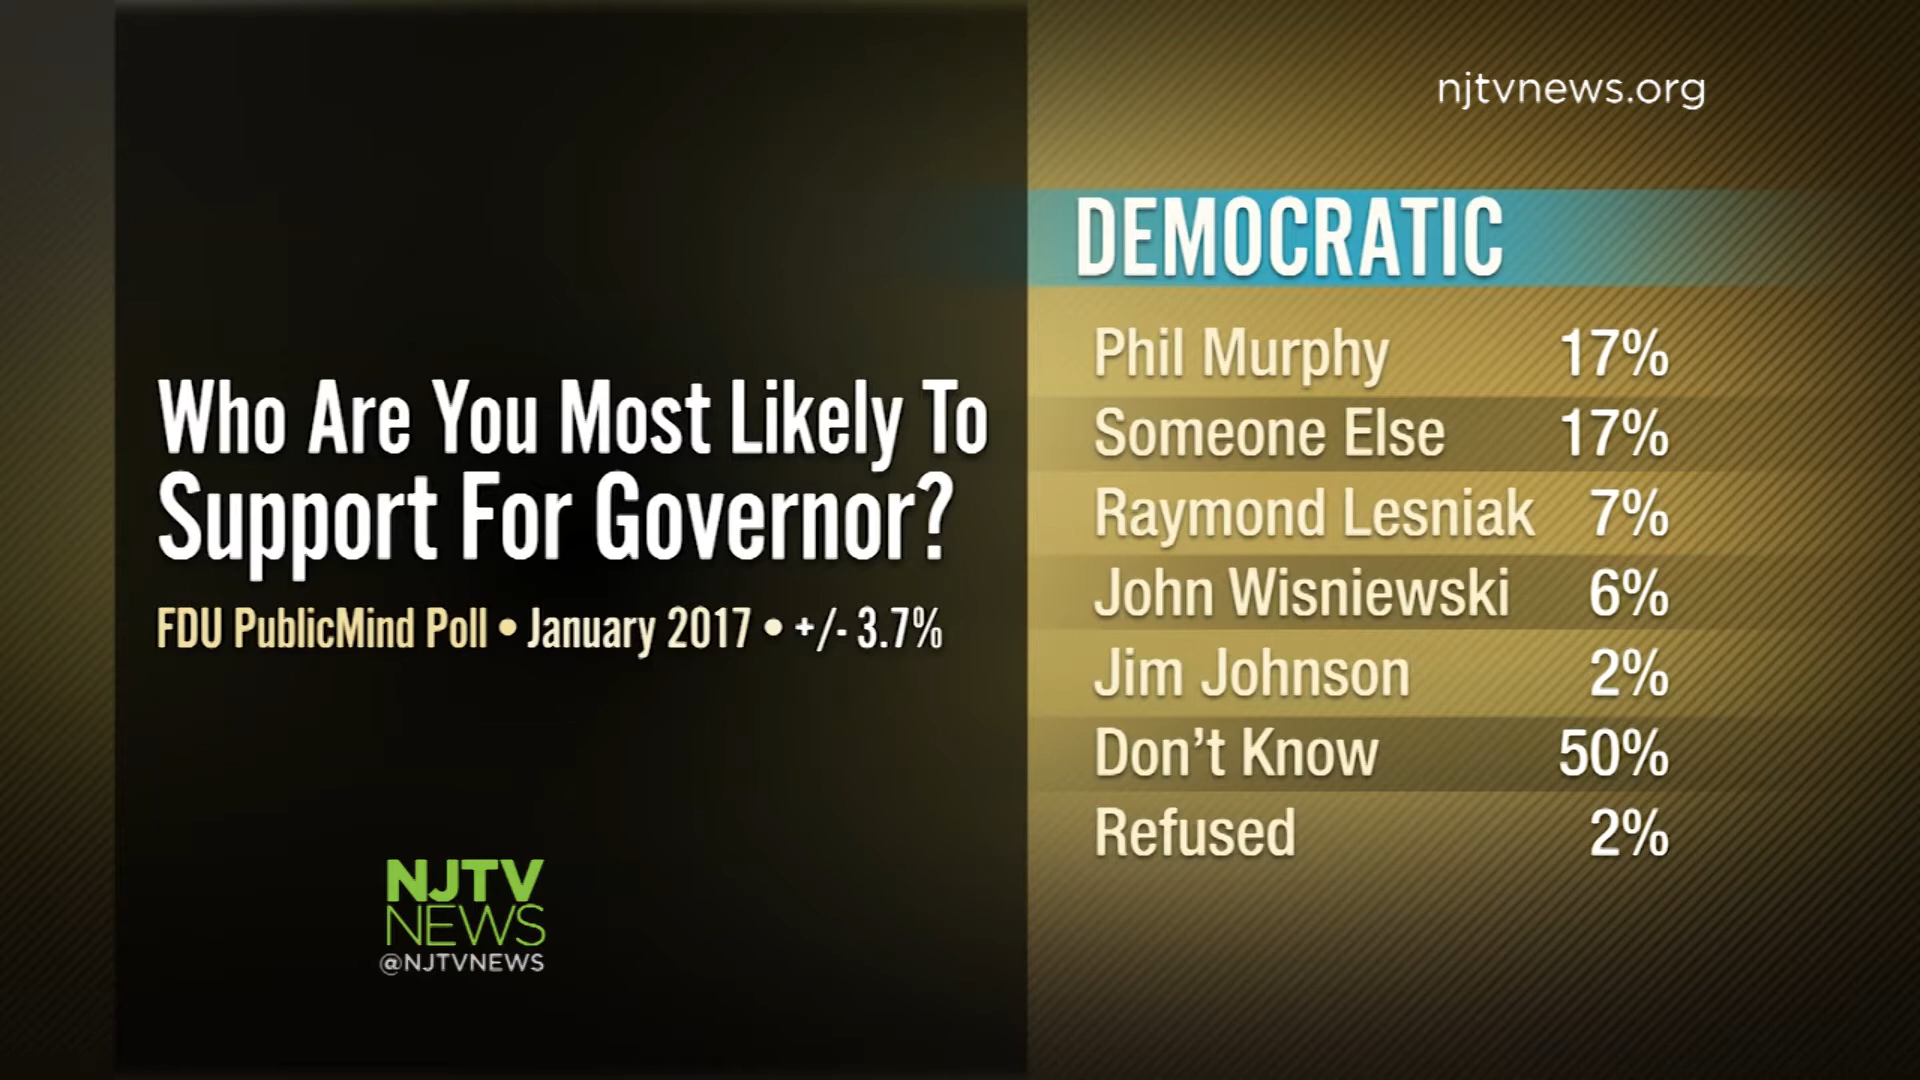 njtvnews.org
Who Are You Most Likely To
Support For Governor?
FDU PublicMind Poll • January 2017 • +/- 3.7%
DEMOCRATIC
Phil Murphy 17%
Someone Else 17%
Raymond Lesniak 7%
John Wisniewski 6%
Jim Johnson 2%
Don't Know 50%
Refused 2%
NJTV
NEWS
@NJTVNEWS